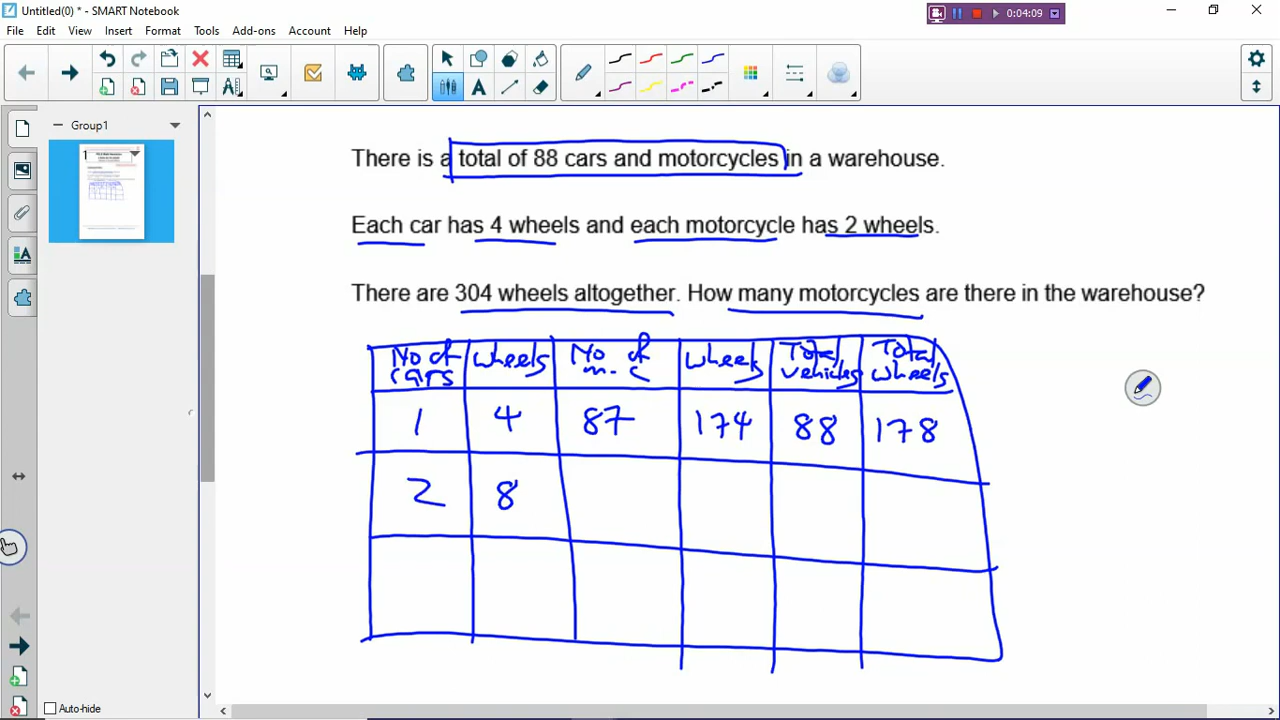 Untitled(0) * - SMART Notebook
00:04:09
File Edit View Insert Format Tools Add-ons Account Help
Group1
1
There is a total of 88 cars and motorcycles in a warehouse.
Each car has 4 wheels and each motorcycle has 2 wheels.
There are 304 wheels altogether. How many motorcycles are there in the warehouse?
No of cars wheels No of m.c wheels Total vehicles Total wheels
1 4 87 174 88 178
2 8
Auto-hide